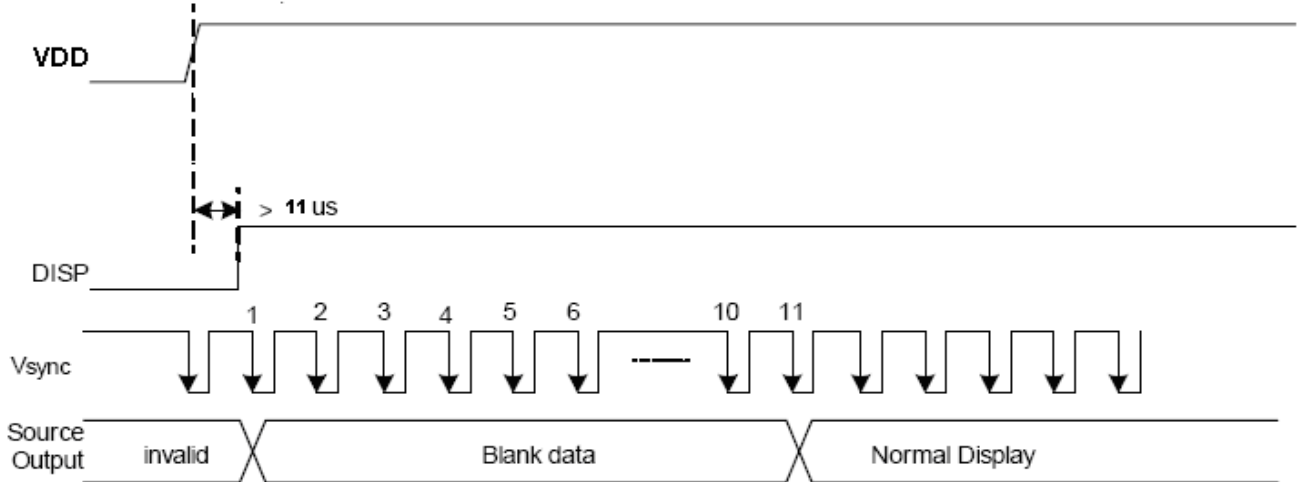 VDD
> 11 us
DISP
1 2 3 4 5 6 10 11
Vsync
Source
Output
invalid
Blank data
Normal Display